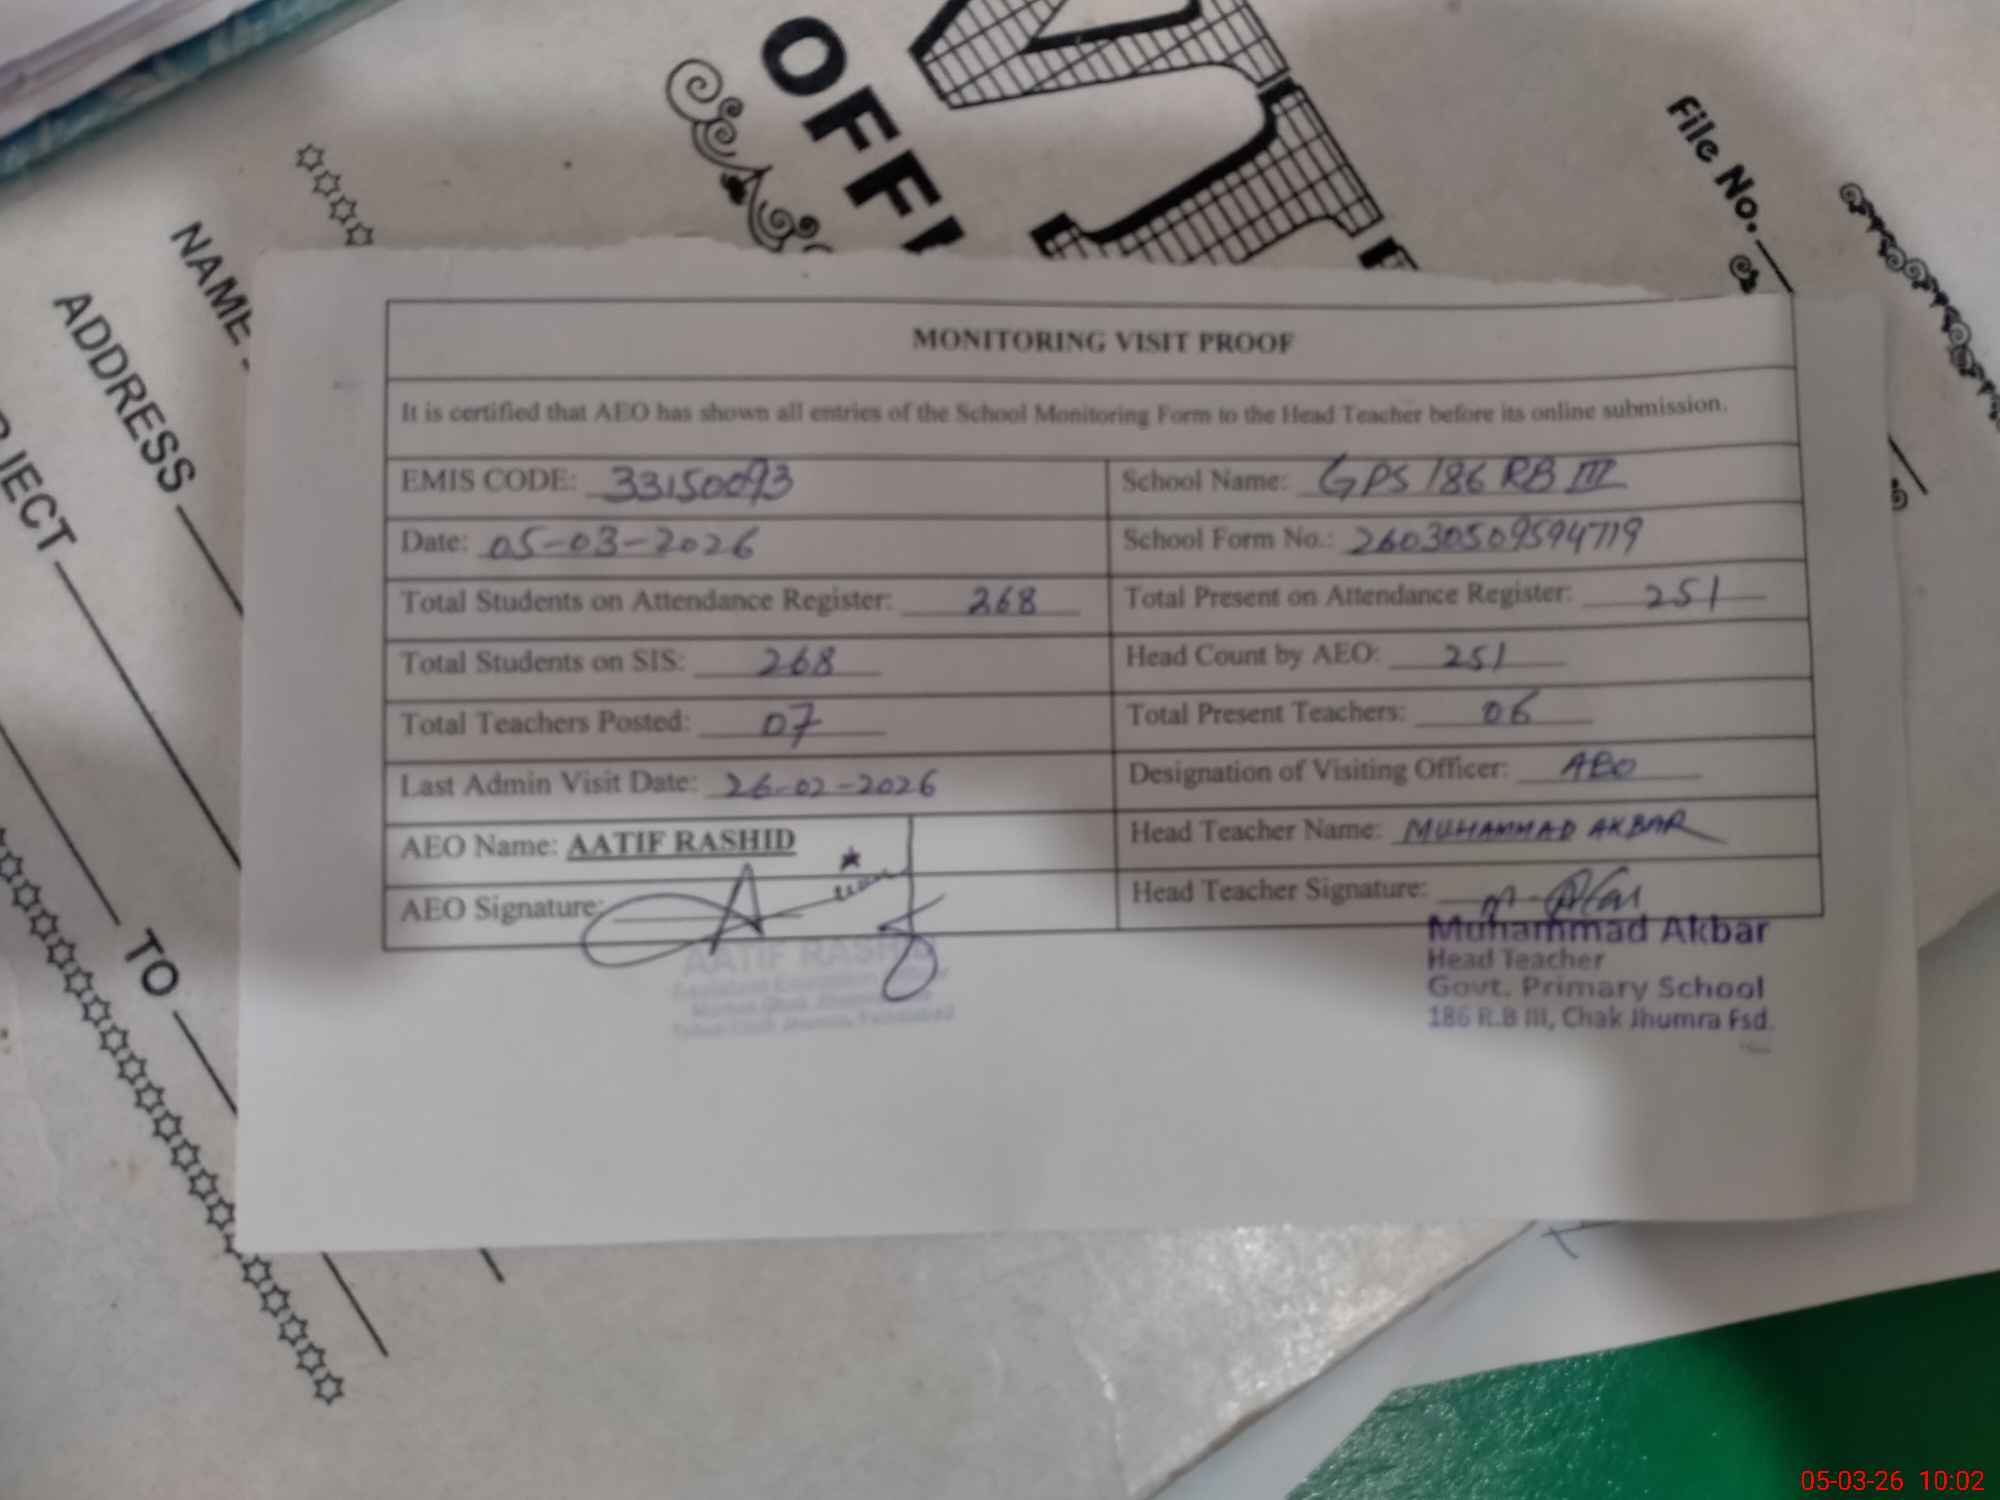 OFFI
File No.
NAME
ADDRESS
JECT
TO
MONITORING VISIT PROOF
It is certified that AEO has shown all entries of the School Monitoring Form to the Head Teacher before its online submission.
EMIS CODE: 33150093 School Name: GPS 186 RB III
Date: 05-03-2026 School Form No.: 26030509594719
Total Students on Attendance Register: 268 Total Present on Attendance Register: 251
Total Students on SIS: 268 Head Count by AEO: 251
Total Teachers Posted: 07 Total Present Teachers: 06
Last Admin Visit Date: 26-02-2026 Designation of Visiting Officer: AEO
AEO Name: AATIF RASHID Head Teacher Name: MUHAMMAD AKBAR
AEO Signature: Head Teacher Signature:
AATIF RASHID
Muhammad Akbar
Head Teacher
Govt. Primary School
186 R.B III, Chak Jhumra Fsd.
05-03-26 10:02